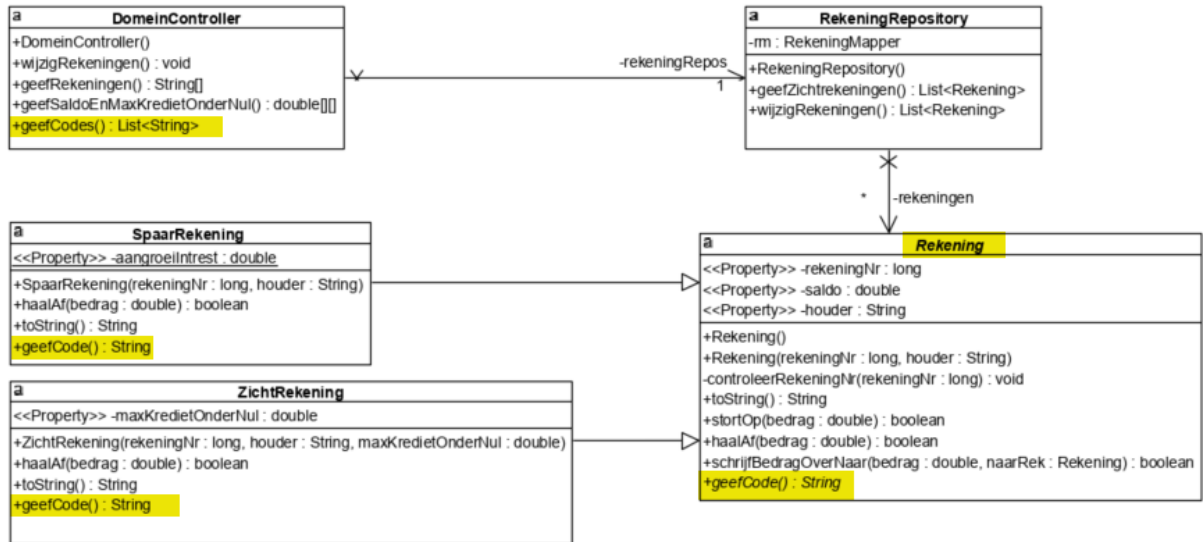 a
DomeinController
+DomeinController()
+wijzigRekeningen() : void
+geefRekeningen() : String[]
+geefSaldoEnMaxKredietOnderNul() : double[][]
+geefCodes() : List<String>
-rekeningRepos
1
a
RekeningRepository
-rm : RekeningMapper
+RekeningRepository()
+geefZichtrekeningen() : List<Rekening>
+wijzigRekeningen() : List<Rekening>
*
-rekeningen
a
SpaarRekening
<<Property>> -aangroeiIntrest : double
+SpaarRekening(rekeningNr : long, houder : String)
+haalAf(bedrag : double) : boolean
+toString() : String
+geefCode() : String
a
ZichtRekening
<<Property>> -maxKredietOnderNul : double
+ZichtRekening(rekeningNr : long, houder : String, maxKredietOnderNul : double)
+haalAf(bedrag : double) : boolean
+toString() : String
+geefCode() : String
a
Rekening
<<Property>> -rekeningNr : long
<<Property>> -saldo : double
<<Property>> -houder : String
+Rekening()
+Rekening(rekeningNr : long, houder : String)
-controleerRekeningNr(rekeningNr : long) : void
+toString() : String
+stortOp(bedrag : double) : boolean
+haalAf(bedrag : double) : boolean
+schrijfBedragOverNaar(bedrag : double, naarRek : Rekening) : boolean
+geefCode() : String